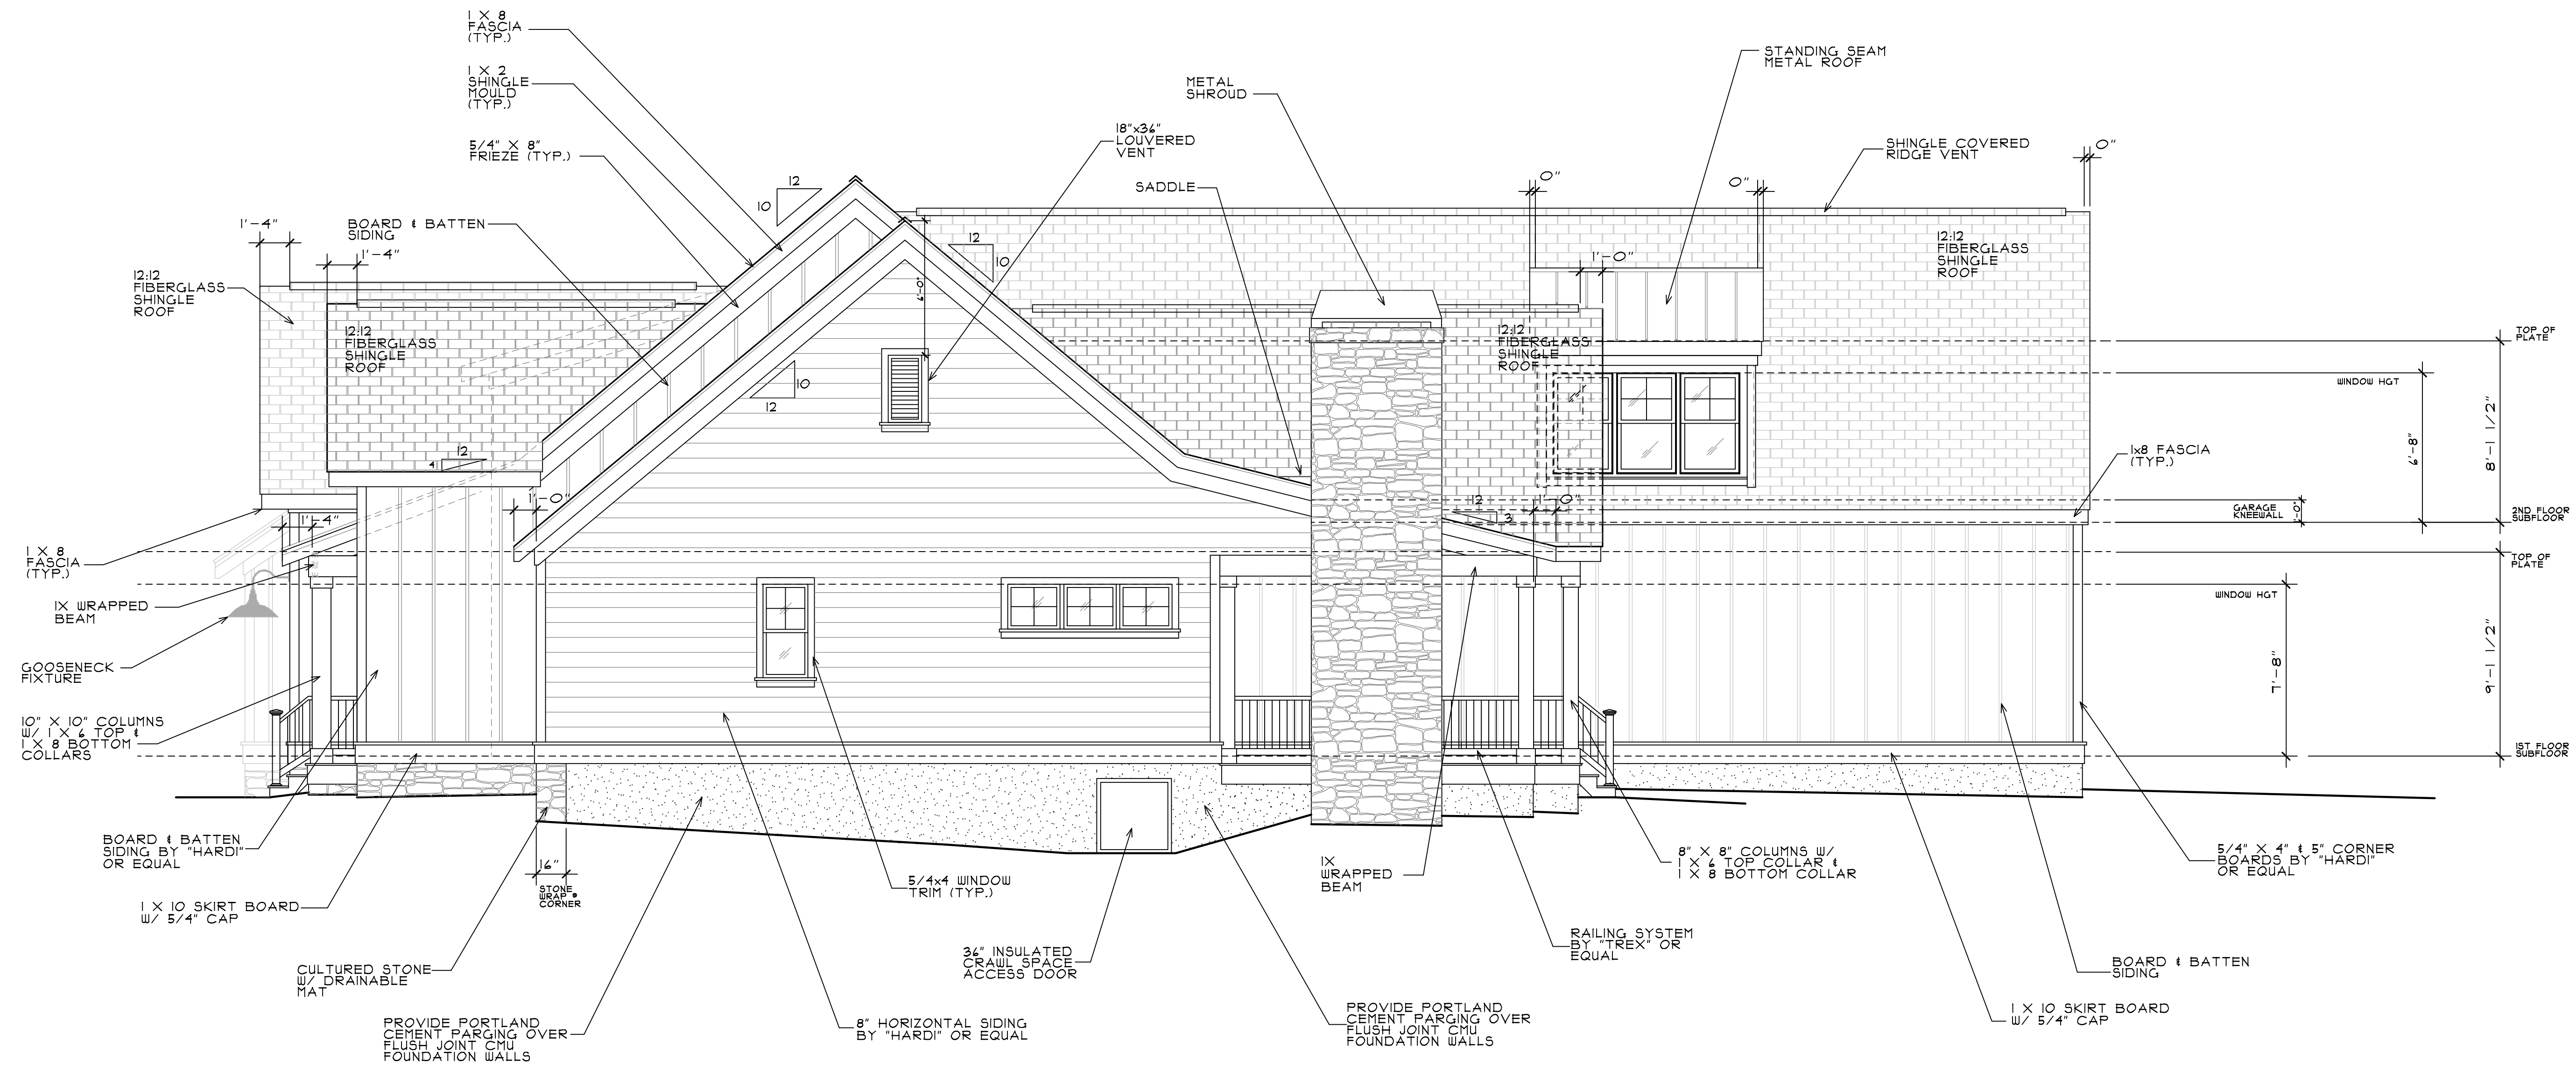 1 X 8
FASCIA
(TYP.)
1 X 2
SHINGLE
MOULD
(TYP.)
5/4" X 8"
FRIEZE (TYP.)
BOARD & BATTEN
SIDING
1'-4"
1'-4"
12:12
FIBERGLASS
SHINGLE
ROOF
12:12
FIBERGLASS
SHINGLE
ROOF
12
10
METAL
SHROUD
18"x36"
LOUVERED
VENT
SADDLE
12
10
6'-0"
10
12
STANDING SEAM
METAL ROOF
SHINGLE COVERED
RIDGE VENT
0"
0"
0"
1'-0"
12:12
FIBERGLASS
SHINGLE
ROOF
12:12
FIBERGLASS
SHINGLE
ROOF
TOP OF
PLATE
WINDOW HGT
6'-8"
8'-1 1/2"
1x8 FASCIA
(TYP.)
12
4
1'-0"
1'-4"
12
3
1'-0"
GARAGE
KNEEWALL
1'-0"
2ND FLOOR
SUBFLOOR
TOP OF
PLATE
WINDOW HGT
7'-8"
9'-1 1/2"
1ST FLOOR
SUBFLOOR
1 X 8
FASCIA
(TYP.)
1X WRAPPED
BEAM
GOOSENECK
FIXTURE
10" X 10" COLUMNS
W/ 1 X 6 TOP &
1 X 8 BOTTOM
COLLARS
BOARD & BATTEN
SIDING BY "HARDI"
OR EQUAL
1 X 10 SKIRT BOARD
W/ 5/4" CAP
CULTURED STONE
W/ DRAINABLE
MAT
PROVIDE PORTLAND
CEMENT PARGING OVER
FLUSH JOINT CMU
FOUNDATION WALLS
16"
STONE
WRAP @
CORNER
5/4x4 WINDOW
TRIM (TYP.)
8" HORIZONTAL SIDING
BY "HARDI" OR EQUAL
36" INSULATED
CRAWL SPACE
ACCESS DOOR
1X
WRAPPED
BEAM
PROVIDE PORTLAND
CEMENT PARGING OVER
FLUSH JOINT CMU
FOUNDATION WALLS
8" X 8" COLUMNS W/
1 X 6 TOP COLLAR &
1 X 8 BOTTOM COLLAR
RAILING SYSTEM
BY "TREX" OR
EQUAL
5/4" X 4" & 5" CORNER
BOARDS BY "HARDI"
OR EQUAL
BOARD & BATTEN
SIDING
1 X 10 SKIRT BOARD
W/ 5/4" CAP